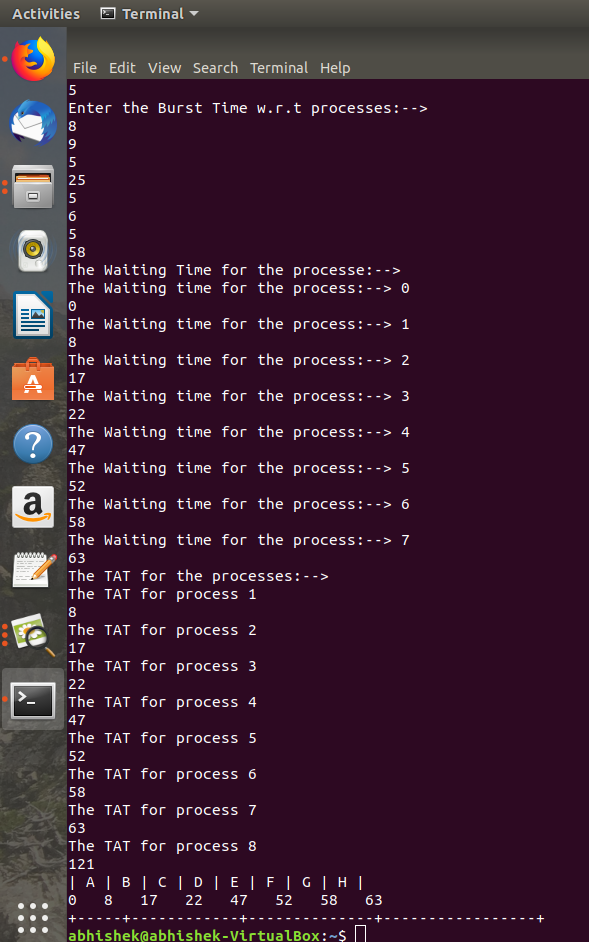 Activities Terminal
File Edit View Search Terminal Help
5
Enter the Burst Time w.r.t processes:-->
8
9
5
25
5
6
5
58
The Waiting Time for the processe:-->
The Waiting time for the process:--> 0
0
The Waiting time for the process:--> 1
8
The Waiting time for the process:--> 2
17
The Waiting time for the process:--> 3
22
The Waiting time for the process:--> 4
47
The Waiting time for the process:--> 5
52
The Waiting time for the process:--> 6
58
The Waiting time for the process:--> 7
63
The TAT for the processes:-->
The TAT for process 1
8
The TAT for process 2
17
The TAT for process 3
22
The TAT for process 4
47
The TAT for process 5
52
The TAT for process 6
58
The TAT for process 7
63
The TAT for process 8
121
| A | B | C | D | E | F | G | H |
0 8 17 22 47 52 58 63
+-----+------------+--------------+-----------------+
abhishek@abhishek-VirtualBox:~$